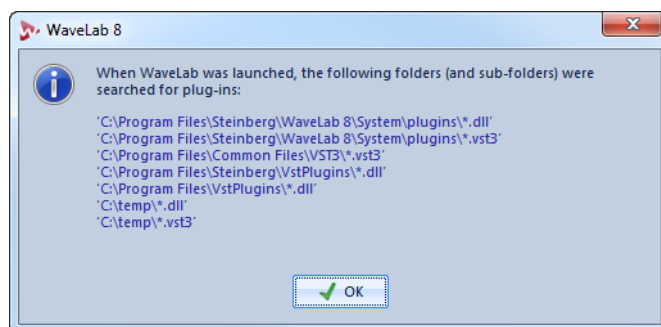 WaveLab 8
When WaveLab was launched, the following folders (and sub-folders) were
searched for plug-ins:
'C:\Program Files\Steinberg\WaveLab 8\System\plugins\*.dll'
'C:\Program Files\Steinberg\WaveLab 8\System\plugins\*.vst3'
'C:\Program Files\Common Files\VST3\*.vst3'
'C:\Program Files\Steinberg\VstPlugins\*.dll'
'C:\Program Files\VstPlugins\*.dll'
'C:\temp\*.dll'
'C:\temp\*.vst3'
OK